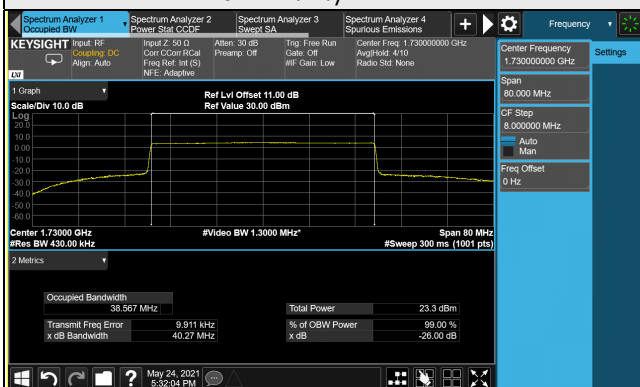 Spectrum Analyzer 1
Occupied BW
Spectrum Analyzer 2
Power Stat CCDF
Spectrum Analyzer 3
Swept SA
Spectrum Analyzer 4
Spurious Emissions
Frequency
KEYSIGHT
Input: RF
Coupling: DC
Align: Auto
Input Z: 50 Ω
Corr CCorr RCal
Freq Ref: Int (S)
NFE: Adaptive
Atten: 30 dB
Preamp: Off
Trig: Free Run
Gate: Off
#IF Gain: Low
Center Freq: 1.730000000 GHz
Avg|Hold: 4/10
Radio Std: None
LXI
Center Frequency
1.730000000 GHz
Settings
Span
80.000 MHz
CF Step
8.000000 MHz
Auto
Man
Freq Offset
0 Hz
1 Graph
Scale/Div 10.0 dB
Ref Lvl Offset 11.00 dB
Ref Value 30.00 dBm
Log
20.0
10.0
0.00
-10.0
-20.0
-30.0
-40.0
-50.0
-60.0
Center 1.73000 GHz
#Res BW 430.00 kHz
#Video BW 1.3000 MHz*
Span 80 MHz
#Sweep 300 ms (1001 pts)
2 Metrics
Occupied Bandwidth
38.567 MHz
Total Power 23.3 dBm
Transmit Freq Error 9.911 kHz
% of OBW Power 99.00 %
x dB Bandwidth 40.27 MHz
x dB -26.00 dB
?
May 24, 2021
5:32:04 PM